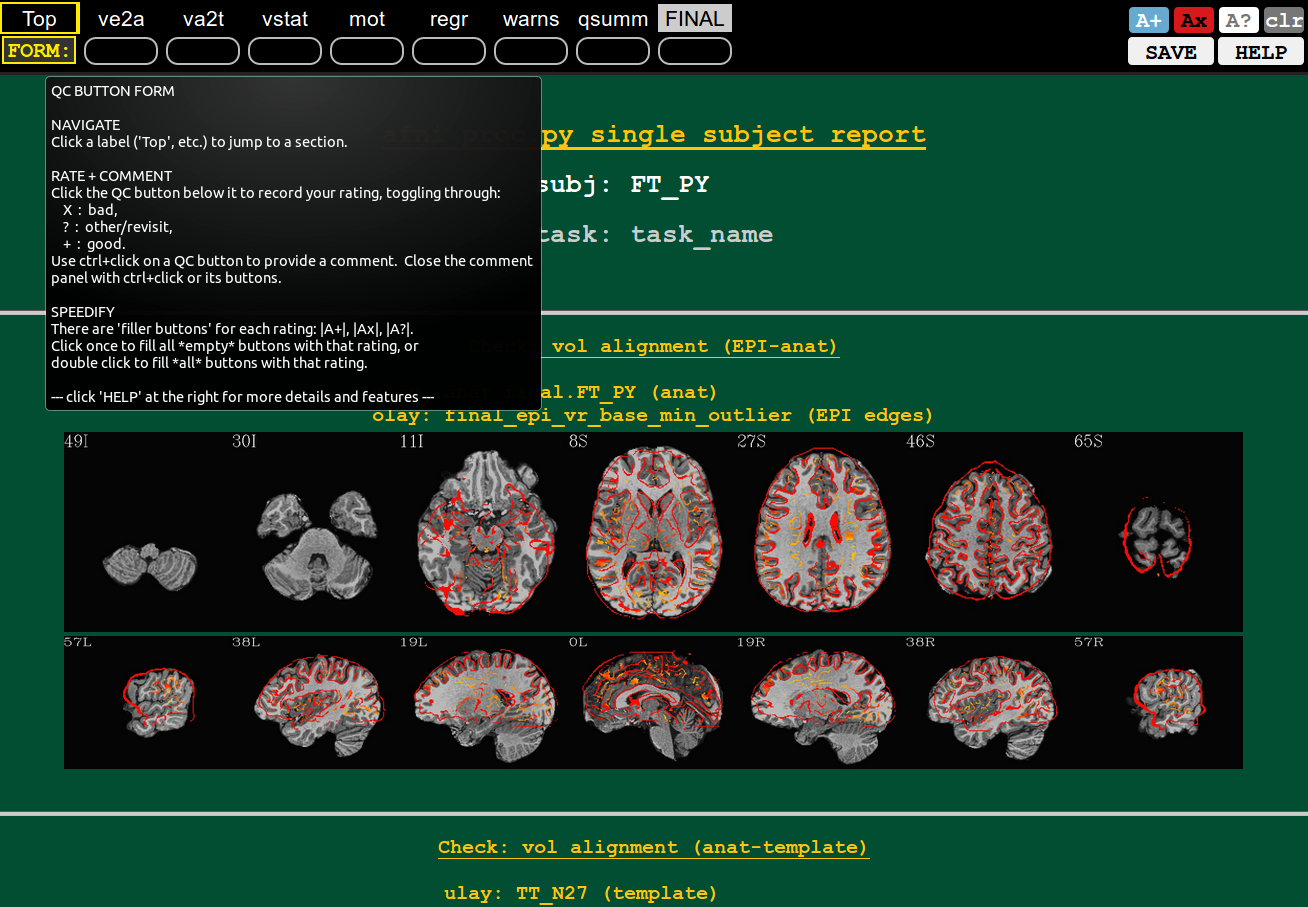 Top ve2a va2t vstat mot regr warns qsumm FINAL A+ Ax A? clr
FORM: SAVE HELP
QC BUTTON FORM
NAVIGATE
Click a label ('Top', etc.) to jump to a section.
RATE + COMMENT
Click the QC button below it to record your rating, toggling through:
X : bad,
? : other/revisit,
+ : good.
Use ctrl+click on a QC button to provide a comment. Close the comment
panel with ctrl+click or its buttons.
SPEEDIFY
There are 'filler buttons' for each rating: |A+|, |Ax|, |A?|.
Click once to fill all *empty* buttons with that rating, or
double click to fill *all* buttons with that rating.
--- click 'HELP' at the right for more details and features ---
afni_proc.py single subject report
subj: FT_PY
task: task_name
Check: vol alignment (EPI-anat)
al.FT_PY (anat)
olay: final_epi_vr_base_min_outlier (EPI edges)
49I 30I 11I 8S 27S 46S 65S
57L 38L 19L 0L 19R 38R 57R
Check: vol alignment (anat-template)
ulay: TT_N27 (template)